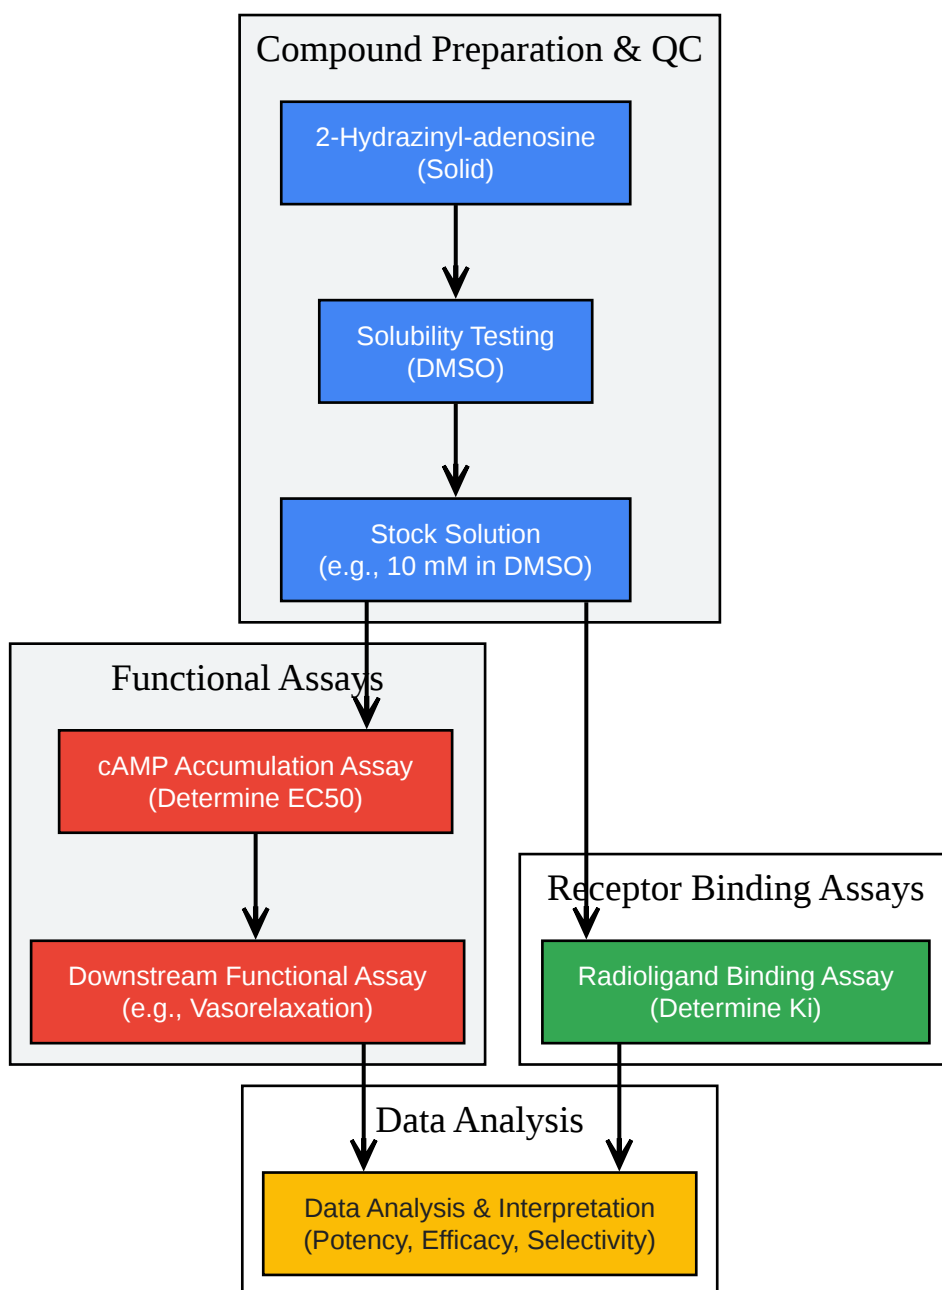 Compound Preparation & QC
2-Hydrazinyl-adenosine
(Solid)
Solubility Testing
(DMSO)
Stock Solution
(e.g., 10 mM in DMSO)
Functional Assays
cAMP Accumulation Assay
(Determine EC50)
Receptor Binding Assays
Downstream Functional Assay
(e.g., Vasorelaxation)
Radioligand Binding Assay
(Determine Ki)
Data Analysis
Data Analysis & Interpretation
(Potency, Efficacy, Selectivity)